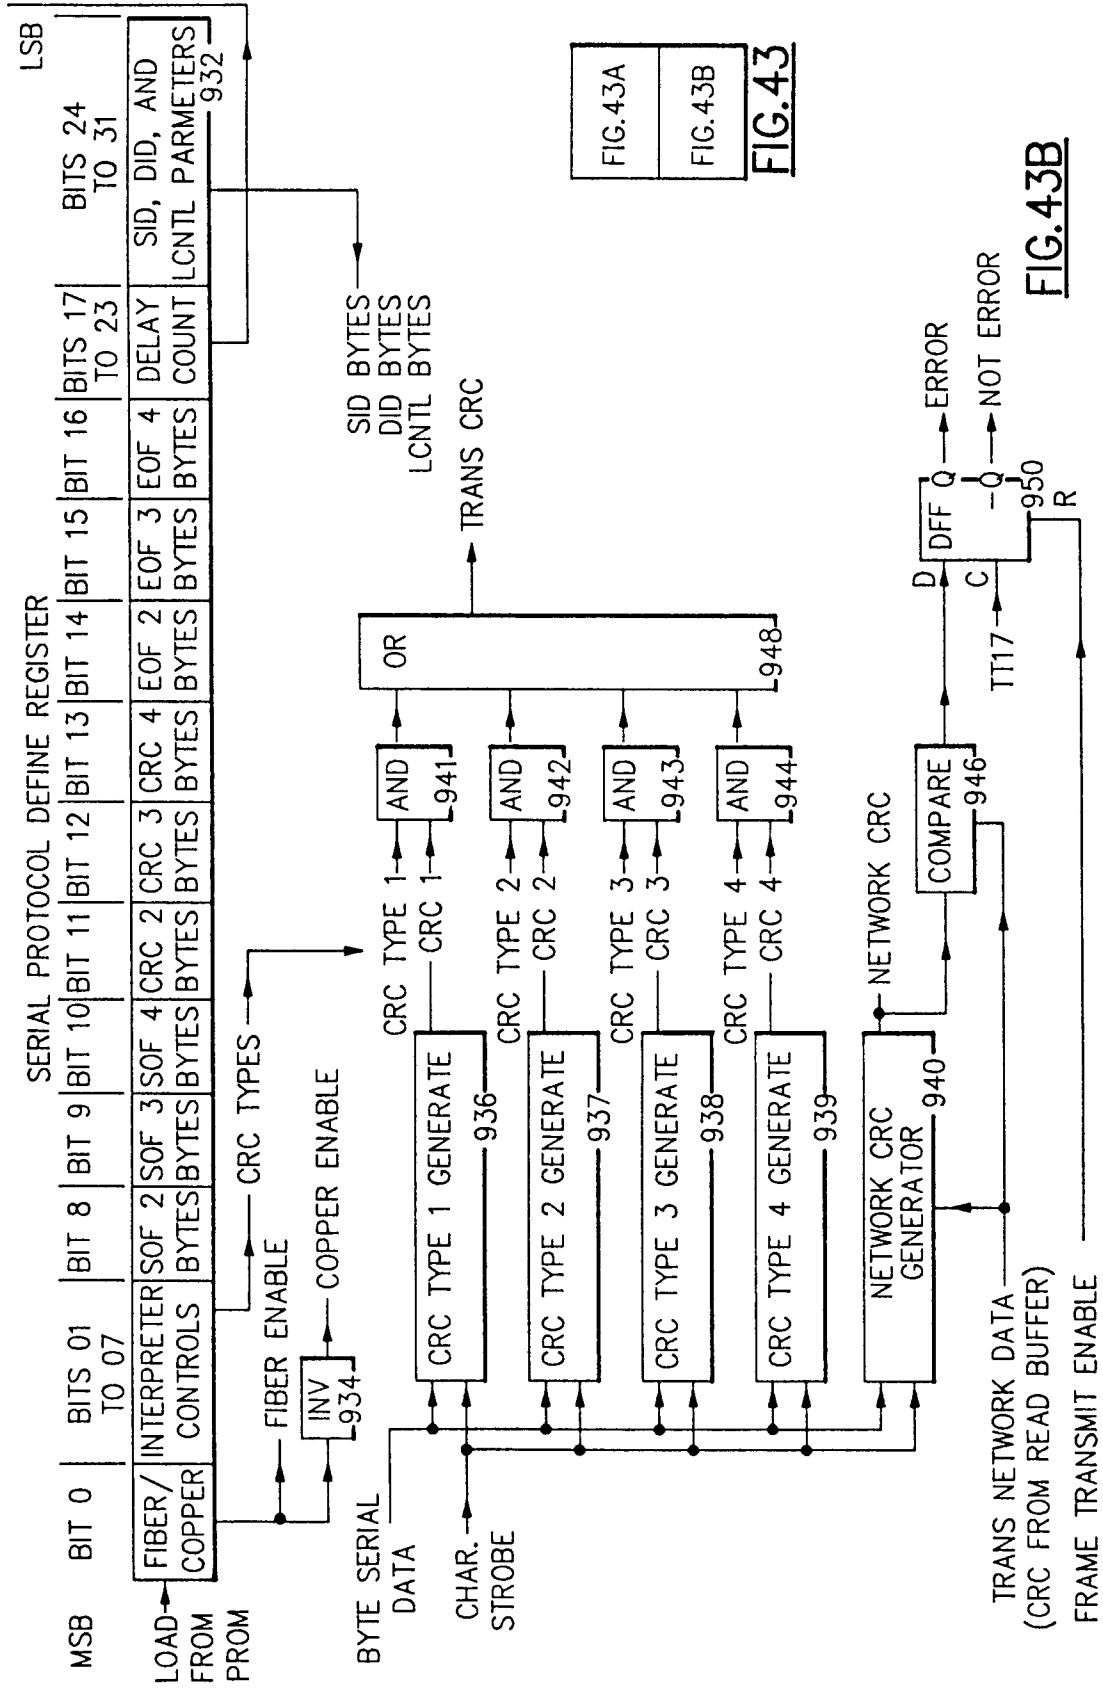 SERIAL PROTOCOL DEFINE REGISTER
MSB
BIT 0
BITS 01
TO 07
BIT 8
BIT 9
BIT 10
BIT 11
BIT 12
BIT 13
BIT 14
BIT 15
BIT 16
BITS 17
TO 23
BITS 24
TO 31
LSB
LOAD
FROM
PROM
FIBER/
COPPER
INTERPRETER
CONTROLS
SOF 2
BYTES
SOF 3
BYTES
SOF 4
BYTES
CRC 2
BYTES
CRC 3
BYTES
CRC 4
BYTES
EOF 2
BYTES
EOF 3
BYTES
EOF 4
BYTES
DELAY
COUNT
SID, DID, AND
LCNTL PARMETERS
932
FIBER ENABLE
INV
934
COPPER ENABLE
CRC TYPES
SID BYTES
DID BYTES
LCNTL BYTES
BYTE SERIAL
DATA
CHAR.
STROBE
CRC TYPE 1 GENERATE
936
CRC TYPE 1
CRC 1
AND
941
CRC TYPE 2 GENERATE
937
CRC TYPE 2
CRC 2
AND
942
CRC TYPE 3 GENERATE
938
CRC TYPE 3
CRC 3
AND
943
CRC TYPE 4 GENERATE
939
CRC TYPE 4
CRC 4
AND
944
OR
948
TRANS CRC
NETWORK CRC
GENERATOR
940
NETWORK CRC
COMPARE
946
D
C
TT17
DFF
Q
-Q
950
R
ERROR
NOT ERROR
TRANS NETWORK DATA
(CRC FROM READ BUFFER)
FRAME TRANSMIT ENABLE
FIG.43A
FIG.43B
FIG.43
FIG.43B